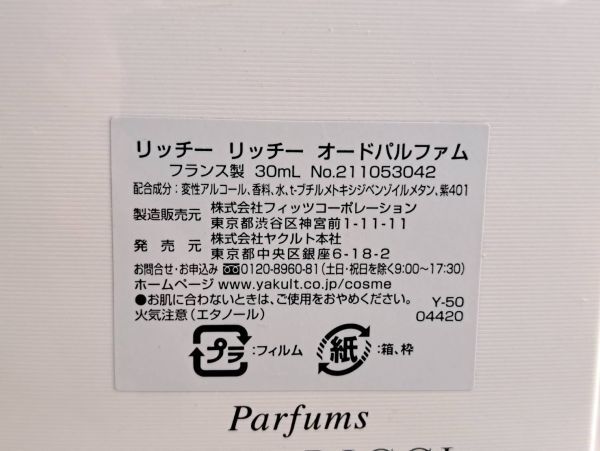 リッチー リッチー オードパルファム
フランス製 30mL No.211053042
配合成分：変性アルコール、香料、水、t-ブチルメトキシジベンゾイルメタン、紫401
製造販売元 株式会社フィッツコーポレーション
東京都渋谷区神宮前1-11-11
発売元 株式会社ヤクルト本社
東京都中央区銀座6-18-2
お問合せ・お申込み 0120-8960-81（土日・祝日を除く9:00〜17:30）
ホームページ www.yakult.co.jp/cosme
●お肌に合わないときは、ご使用をおやめください。 Y-50
火気注意（エタノール） 04420
プラ :フィルム 紙 :箱、枠
Parfums